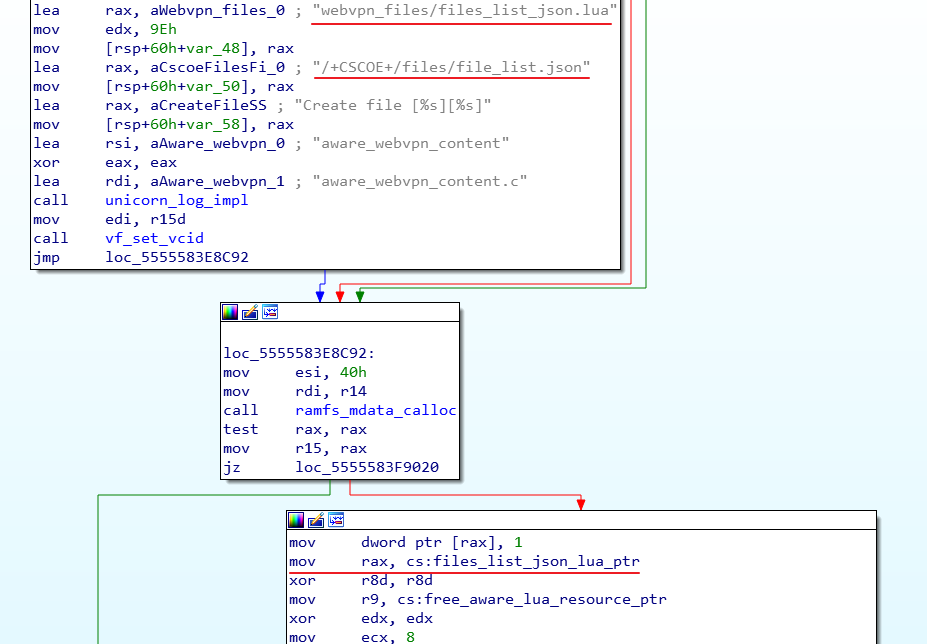 lea rax, aWebvpn_files_0 ; "webvpn_files/files_list_json.lua"
mov edx, 9Eh
mov [rsp+60h+var_48], rax
lea rax, aCscoeFilesFi_0 ; "/+CSCOE+/files/file_list.json"
mov [rsp+60h+var_50], rax
lea rax, aCreateFileSS ; "Create file [%s][%s]"
mov [rsp+60h+var_58], rax
lea rsi, aAware_webvpn_0 ; "aware_webvpn_content"
xor eax, eax
lea rdi, aAware_webvpn_1 ; "aware_webvpn_content.c"
call unicorn_log_impl
mov edi, r15d
call vf_set_vcid
jmp loc_5555583E8C92
loc_5555583E8C92:
mov esi, 40h
mov rdi, r14
call ramfs_mdata_calloc
test rax, rax
mov r15, rax
jz loc_5555583F9020
mov dword ptr [rax], 1
mov rax, cs:files_list_json_lua_ptr
xor r8d, r8d
mov r9, cs:free_aware_lua_resource_ptr
xor edx, edx
mov ecx, 8